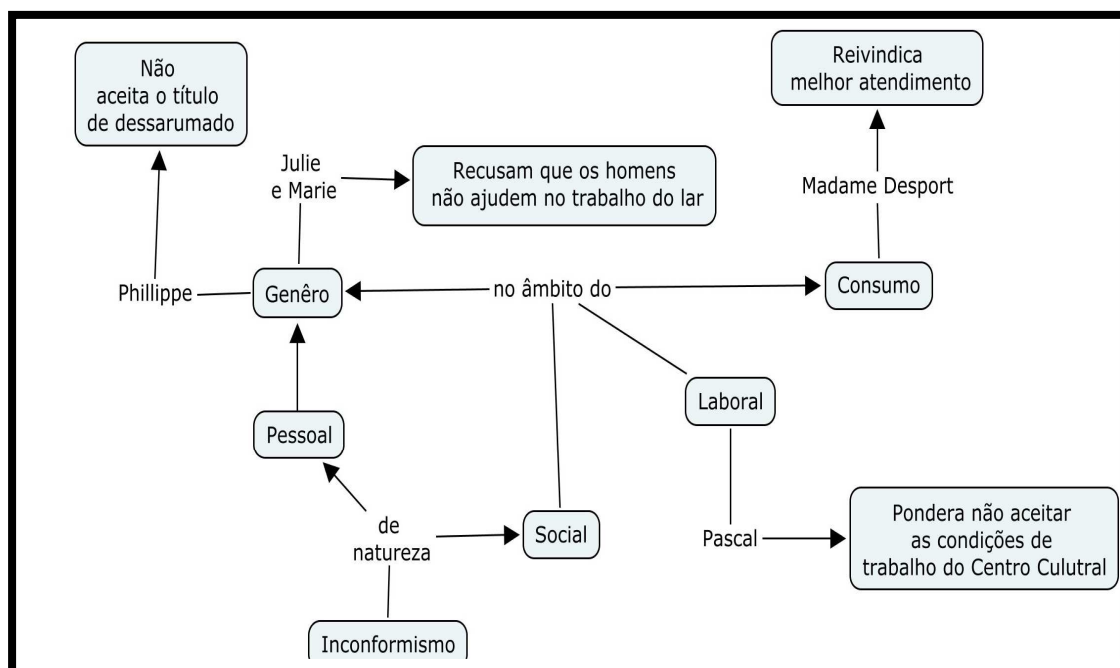 Não
aceita o título
de dessarumado
Reivindica
melhor atendimento
Julie
e Marie
Recusam que os homens
não ajudem no trabalho do lar
Madame Desport
Phillippe
Genêro
no âmbito do
Consumo
Laboral
Pessoal
de
natureza
Social
Pascal
Pondera não aceitar
as condições de
trabalho do Centro Culutral
Inconformismo